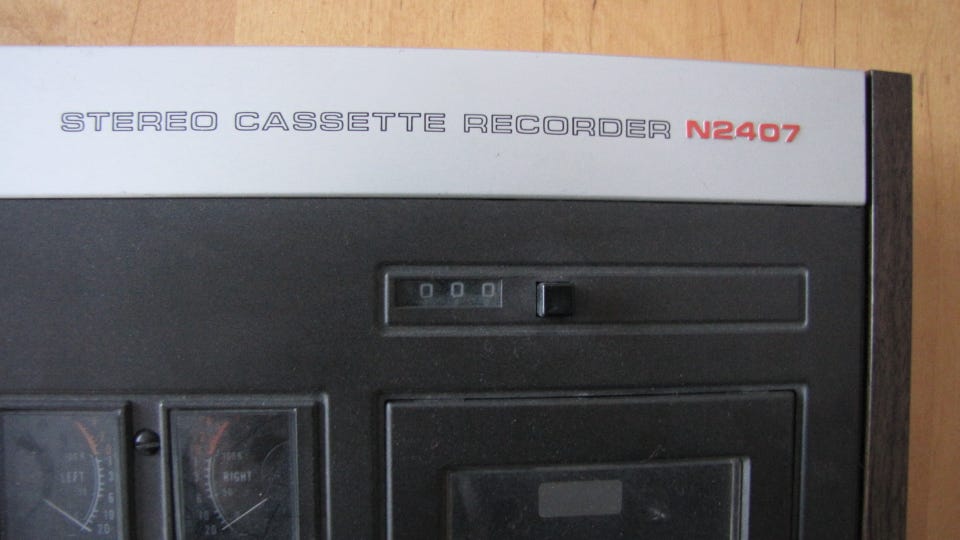 STEREO CASSETTE RECORDER N2407
000
LEFT
RIGHT